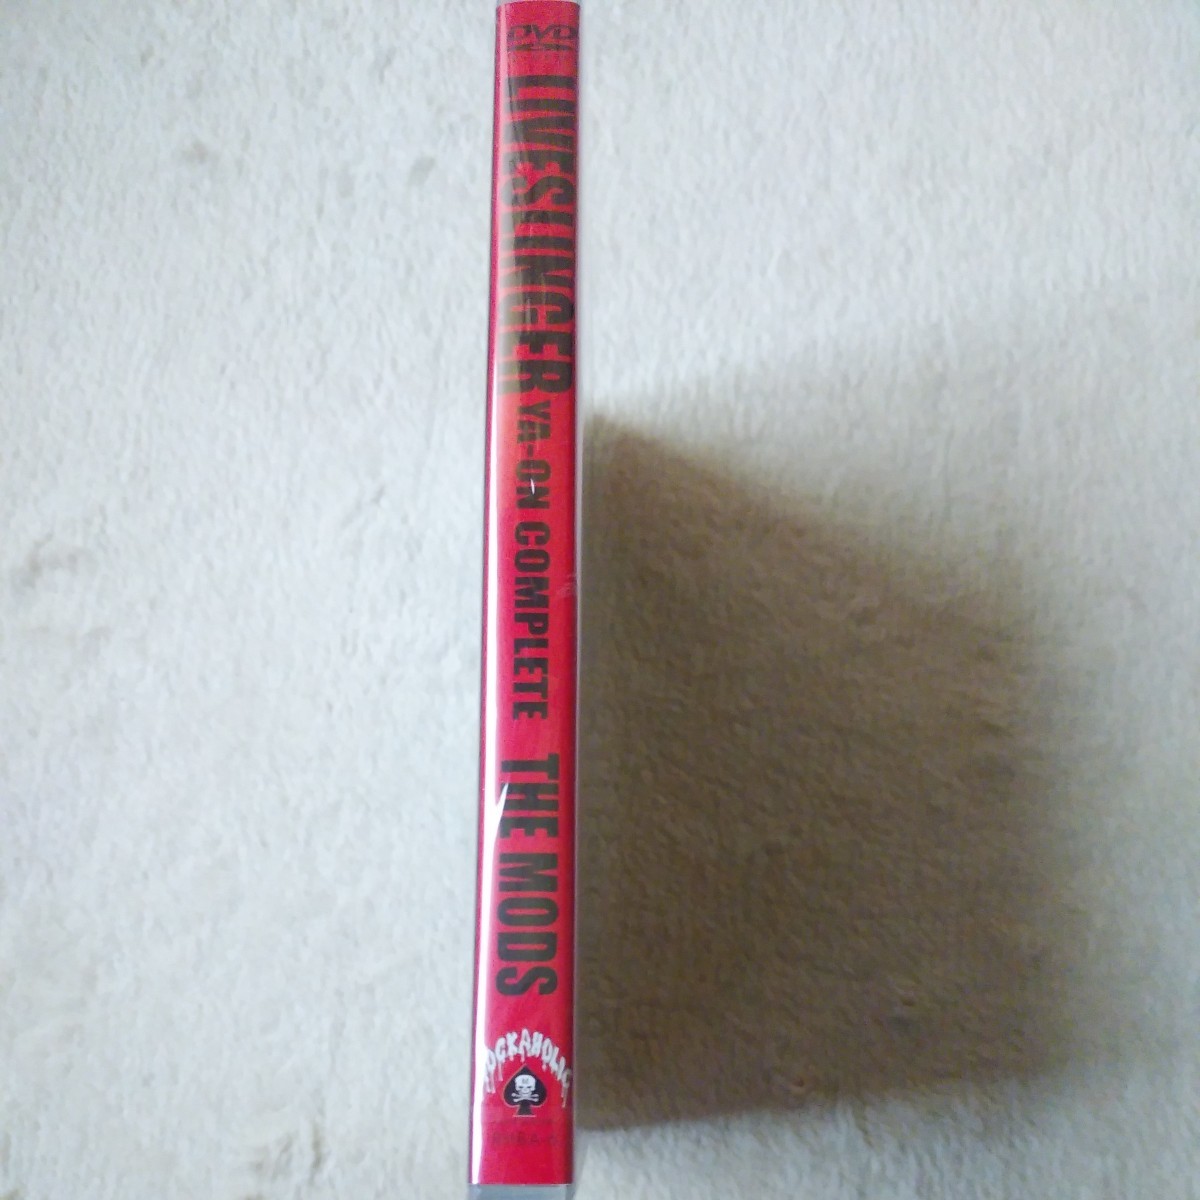 DVD
LIVESLINGER YA-ON COMPLETE THE MODS
ROCKAHOLIC